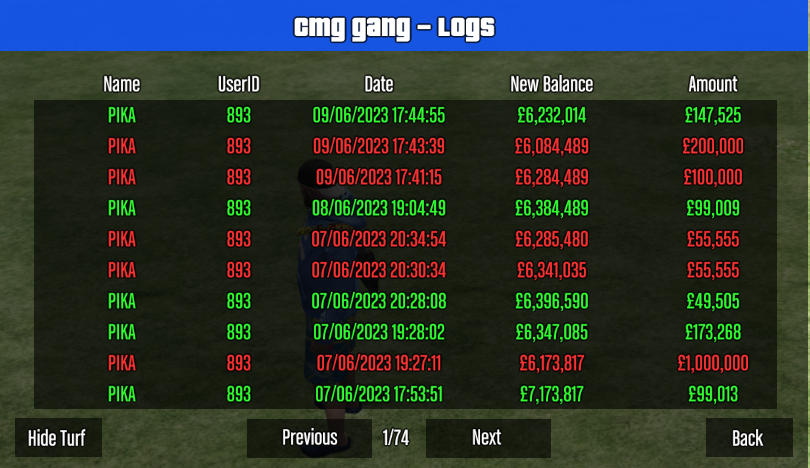 cmg gang - Logs
Name UserID Date New Balance Amount
PIKA 893 09/06/2023 17:44:55 £6,232,014 £147,525
PIKA 893 09/06/2023 17:43:39 £6,084,489 £200,000
PIKA 893 09/06/2023 17:41:15 £6,284,489 £100,000
PIKA 893 08/06/2023 19:04:49 £6,384,489 £99,009
PIKA 893 07/06/2023 20:34:54 £6,285,480 £55,555
PIKA 893 07/06/2023 20:30:34 £6,341,035 £55,555
PIKA 893 07/06/2023 20:28:08 £6,396,590 £49,505
PIKA 893 07/06/2023 19:28:02 £6,347,085 £173,268
PIKA 893 07/06/2023 19:27:11 £6,173,817 £1,000,000
PIKA 893 07/06/2023 17:53:51 £7,173,817 £99,013
Hide Turf Previous 1/74 Next Back